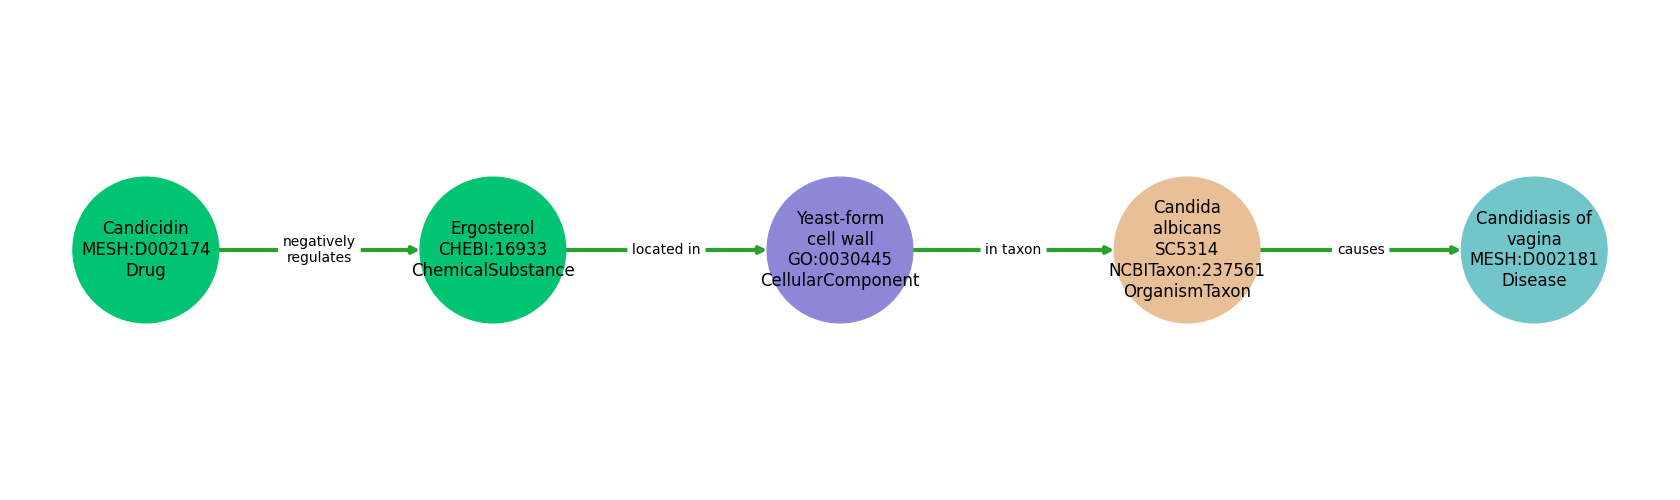 Candicidin
MESH:D002174
Drug
negatively
regulates
Ergosterol
CHEBI:16933
ChemicalSubstance
located in
Yeast-form
cell wall
GO:0030445
CellularComponent
in taxon
Candida
albicans
SC5314
NCBITaxon:237561
OrganismTaxon
causes
Candidiasis of
vagina
MESH:D002181
Disease